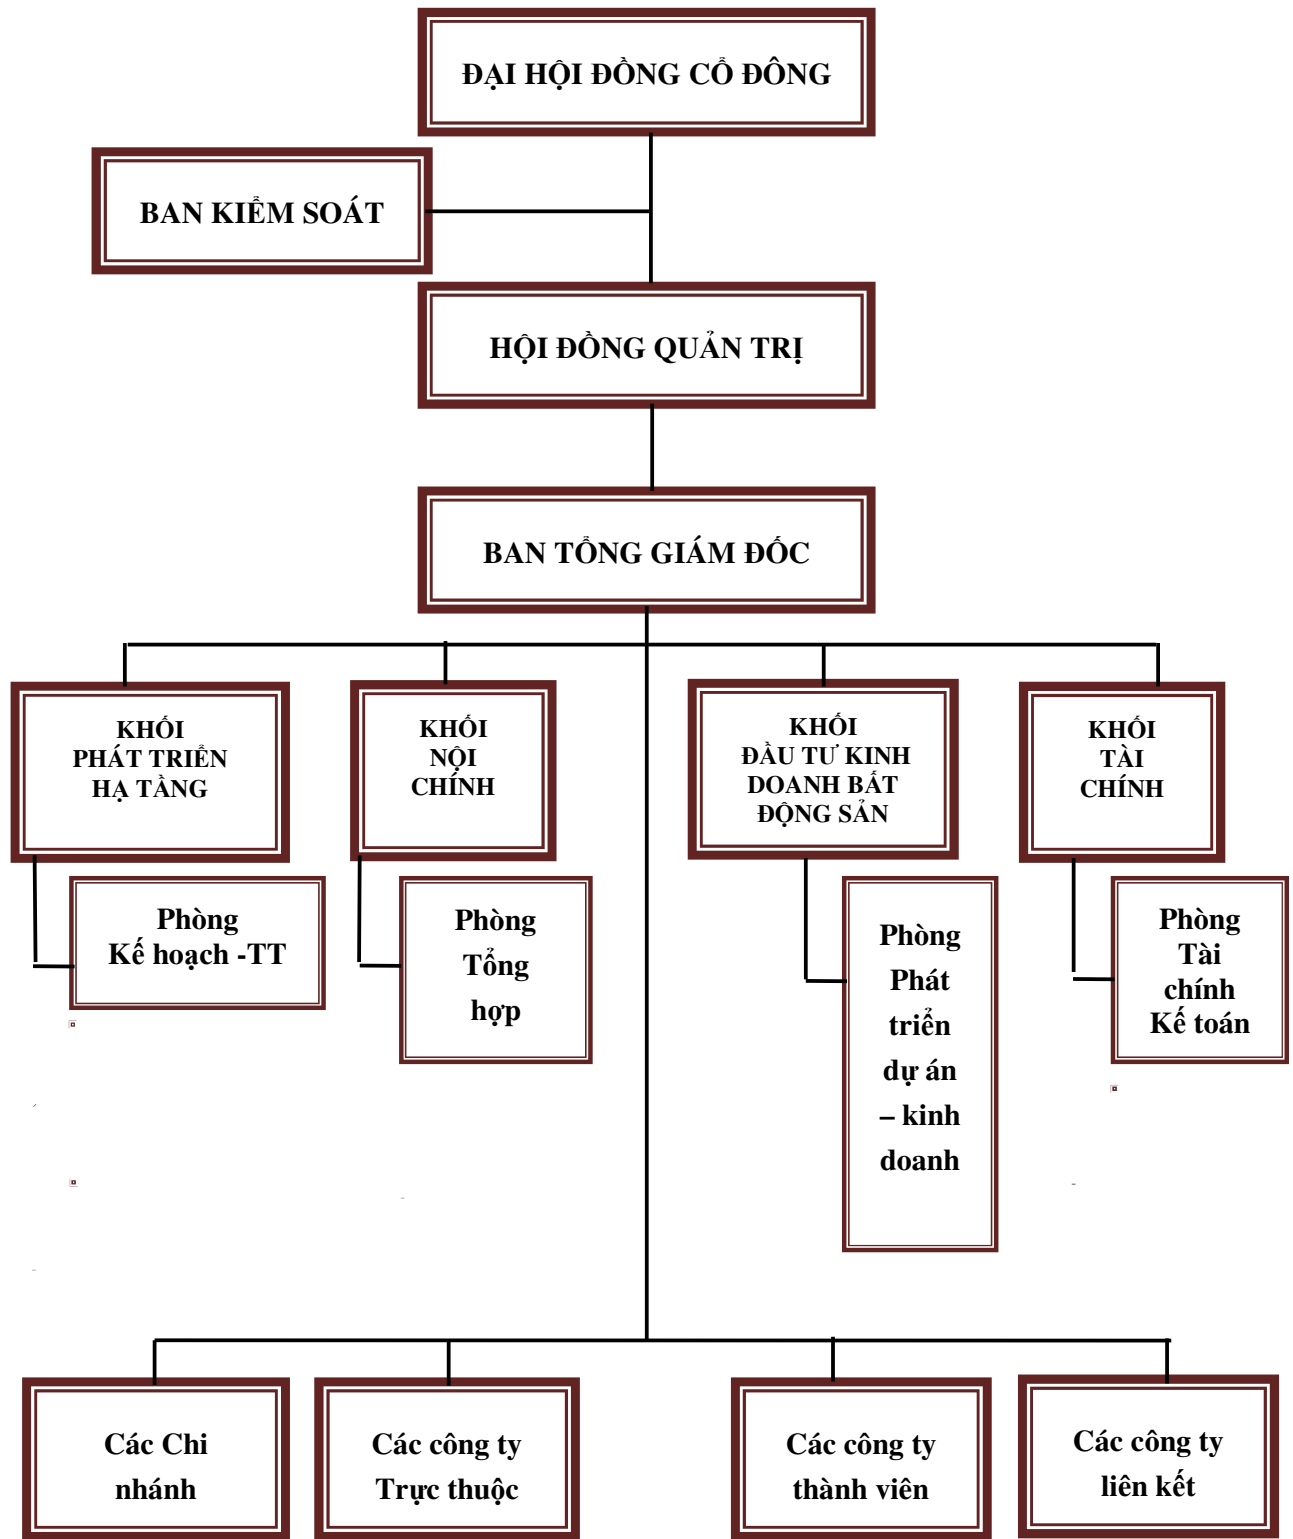 ĐẠI HỘI ĐỒNG CỔ ĐÔNG
BAN KIỂM SOÁT
HỘI ĐỒNG QUẢN TRỊ
BAN TỔNG GIÁM ĐỐC
KHỐI
PHÁT TRIỂN
HẠ TẦNG
KHỐI
NỘI
CHÍNH
KHỐI
ĐẦU TƯ KINH
DOANH BẤT
ĐỘNG SẢN
KHỐI
TÀI
CHÍNH
Phòng
Kế hoạch -TT
Phòng
Tổng
hợp
Phòng
Phát
triển
dự án
– kinh
doanh
Phòng
Tài
chính
Kế toán
Các Chi
nhánh
Các công ty
Trực thuộc
Các công ty
thành viên
Các công ty
liên kết